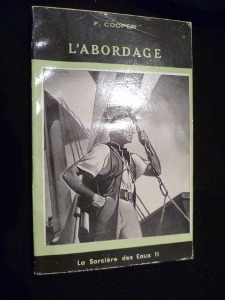 F. COOPER
L'ABORDAGE
La Sorcière des Eaux II